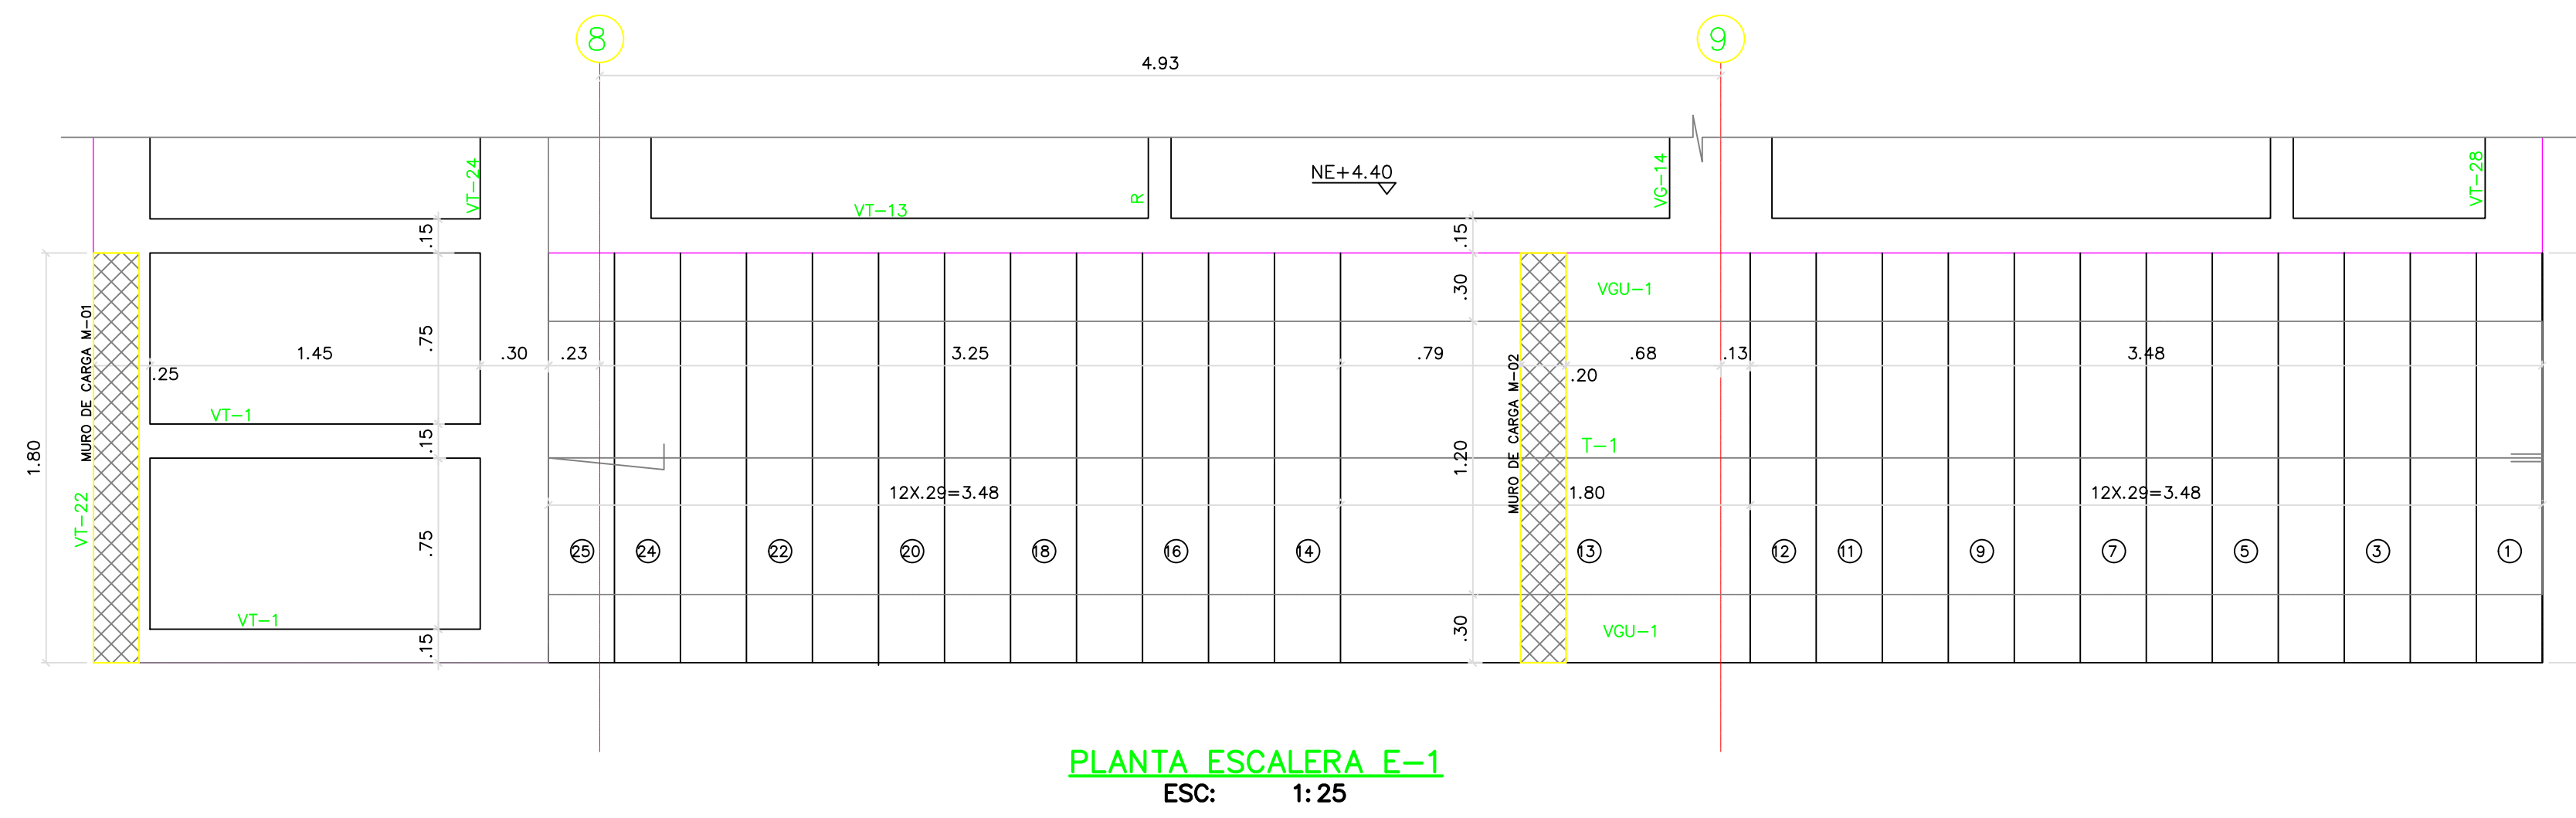 8
9
4.93
VT-24
VT-13
R
NE+4.40
VG-14
VT-28
.15
.15
.30
VGU-1
MURO DE CARGA M-01
1.45
.75
.30
.23
3.25
.79
MURO DE CARGA M-02
.68
.13
3.48
.25
.20
VT-1
.15
1.80
1.20
T-1
VT-22
12X.29=3.48
1.80
12X.29=3.48
.75
25
24
22
20
18
16
14
13
12
11
9
7
5
3
1
VT-1
.15
.30
VGU-1
PLANTA ESCALERA E-1
ESC: 1:25